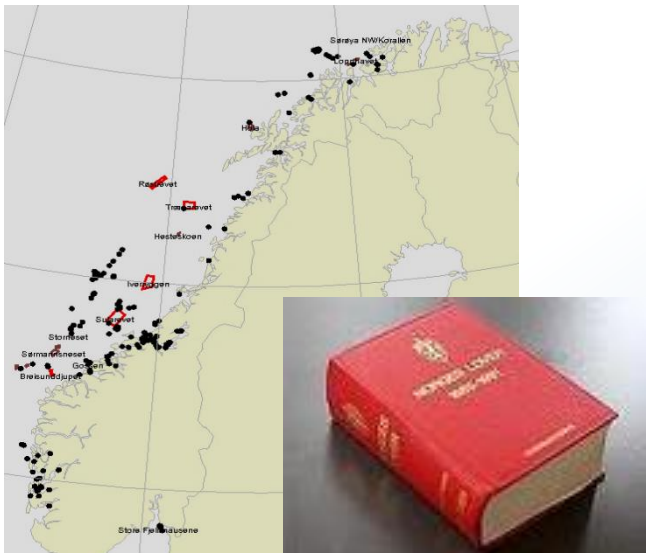 Sørøya NW/Korallen
Lopphavet
Hola
Røstrevet
Trænarevet
Hesteskoen
Iverryggen
Sularevet
Storneset
Sørmannsneset
Gossen
Breisunddjupet
Store Fjellknausene
NORGES LOVER